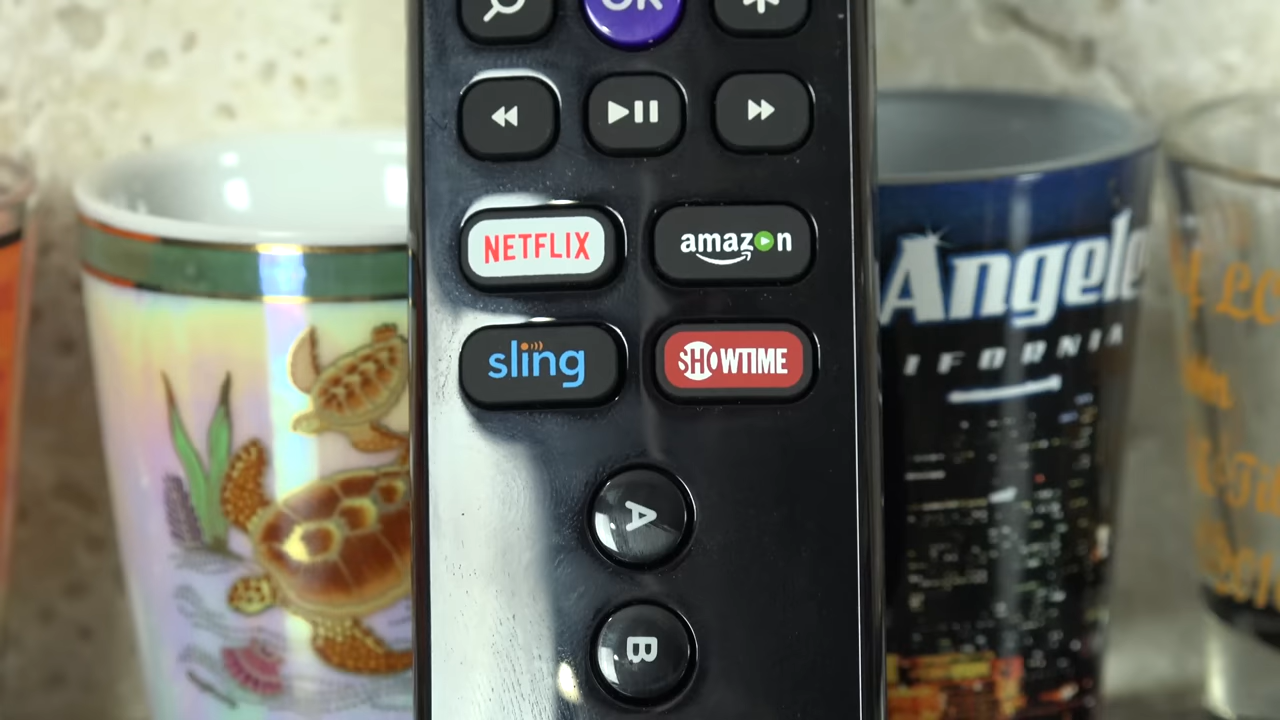 OK
NETFLIX
amazon
sling
SHOWTIME
A
B
Angele
IFORNIA